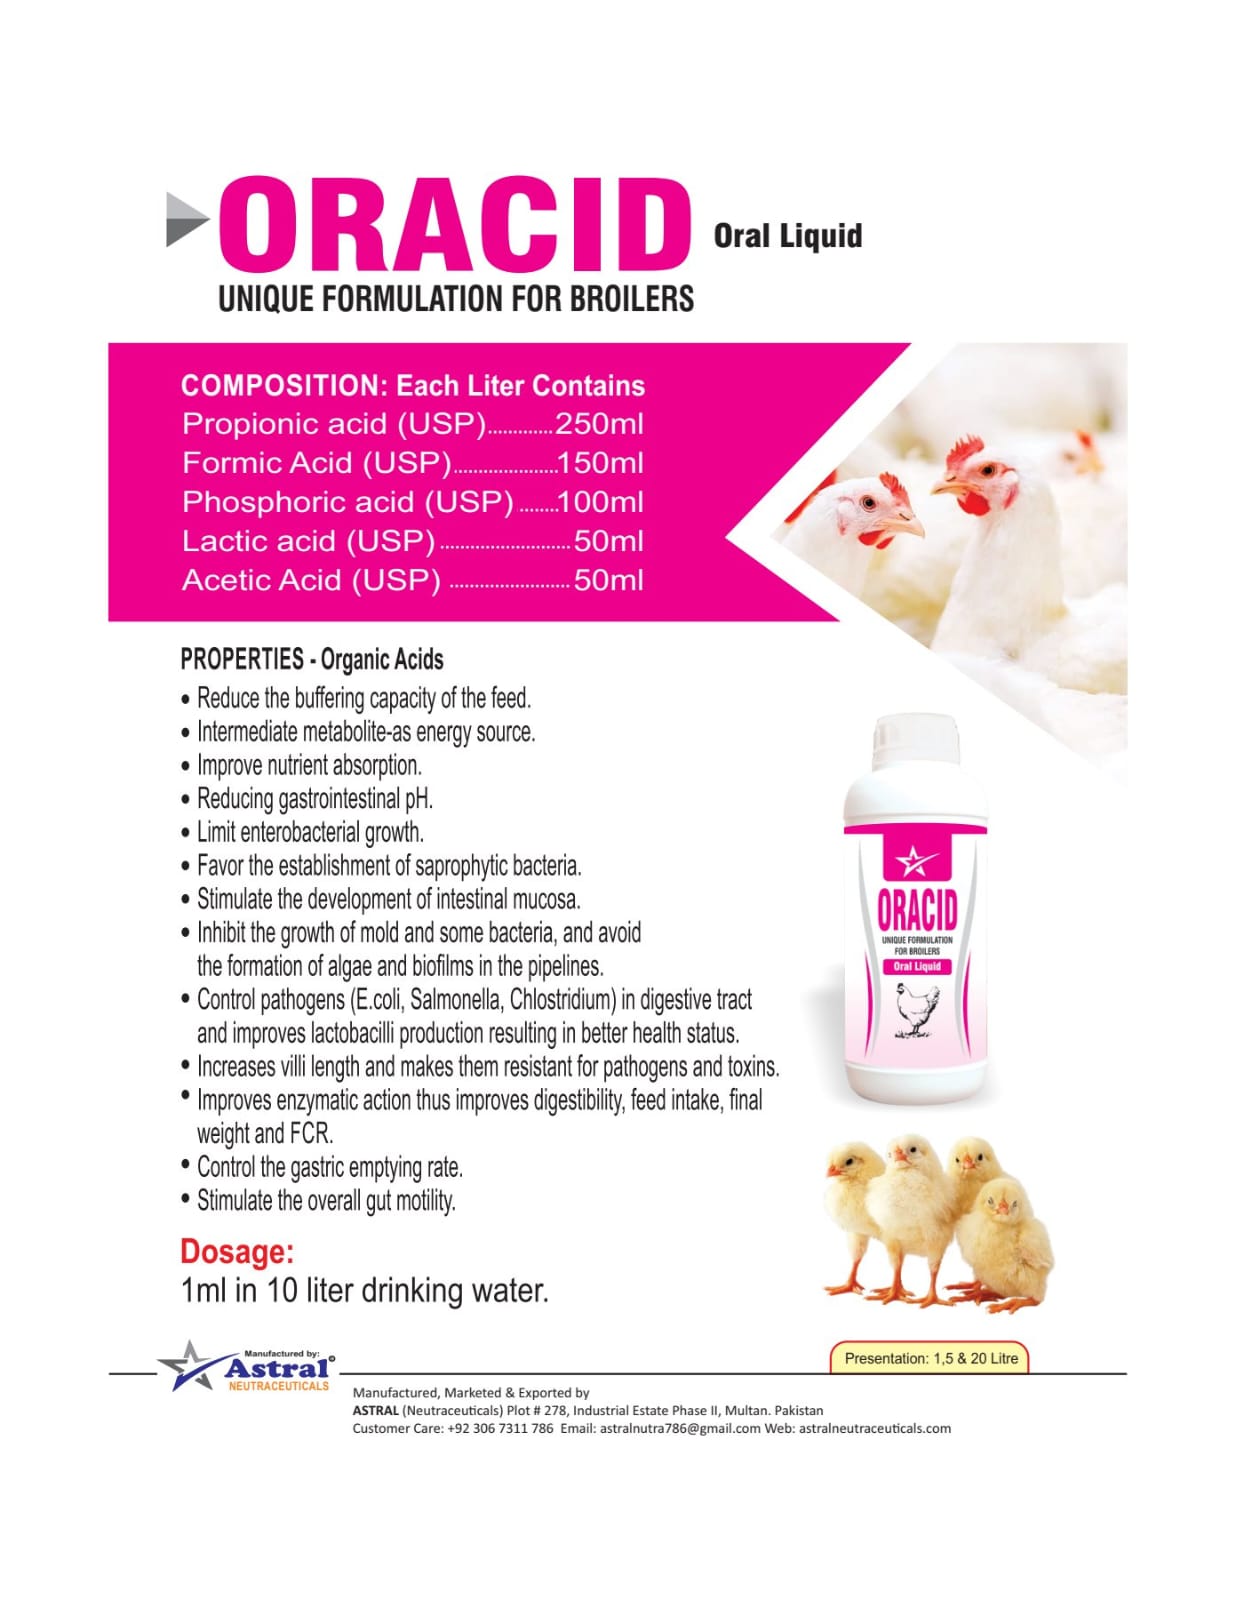 ORACID Oral Liquid
UNIQUE FORMULATION FOR BROILERS
COMPOSITION: Each Liter Contains
Propionic acid (USP).............250ml
Formic Acid (USP).....................150ml
Phosphoric acid (USP)........100ml
Lactic acid (USP)..........................50ml
Acetic Acid (USP) ........................50ml
PROPERTIES - Organic Acids
• Reduce the buffering capacity of the feed.
• Intermediate metabolite-as energy source.
• Improve nutrient absorption.
• Reducing gastrointestinal pH.
• Limit enterobacterial growth.
• Favor the establishment of saprophytic bacteria.
• Stimulate the development of intestinal mucosa.
• Inhibit the growth of mold and some bacteria, and avoid
the formation of algae and biofilms in the pipelines.
• Control pathogens (E.coli, Salmonella, Chlostridium) in digestive tract
and improves lactobacilli production resulting in better health status.
• Increases villi length and makes them resistant for pathogens and toxins.
• Improves enzymatic action thus improves digestibility, feed intake, final
weight and FCR.
• Control the gastric emptying rate.
• Stimulate the overall gut motility.
ORACID
UNIQUE FORMULATION
FOR BROILERS
Oral Liquid
Dosage:
1ml in 10 liter drinking water.
Presentation: 1,5 & 20 Litre
Manufactured by:
Astral®
NEUTRACEUTICALS
Manufactured, Marketed & Exported by
ASTRAL (Neutraceuticals) Plot # 278, Industrial Estate Phase II, Multan. Pakistan
Customer Care: +92 306 7311 786 Email: astralnutra786@gmail.com Web: astralneutraceuticals.com